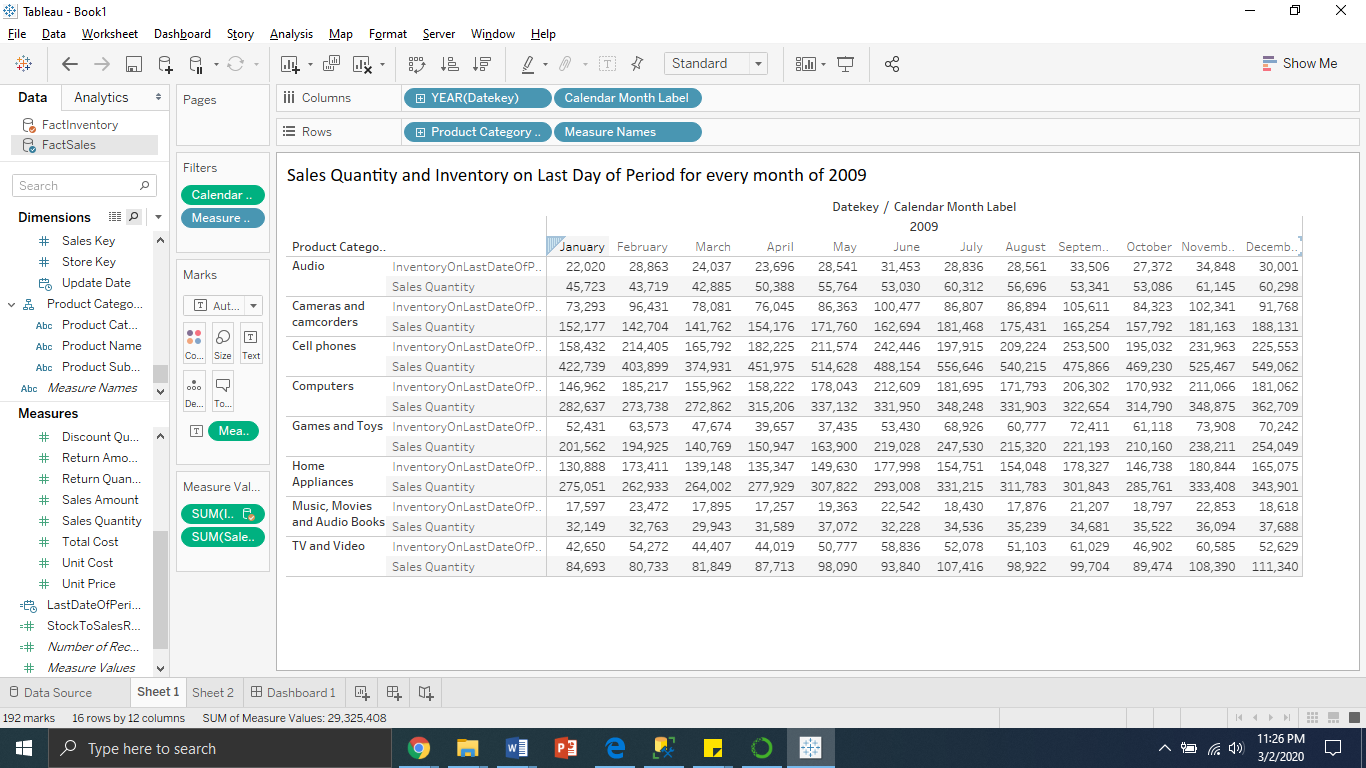 Tableau - Book1
File Data Worksheet Dashboard Story Analysis Map Format Server Window Help
Standard
Show Me
Data Analytics
FactInventory
FactSales
Search
Dimensions
Sales Key
Store Key
Update Date
Product Catego...
Abc Product Cat...
Abc Product Name
Abc Product Sub...
Abc Measure Names
Measures
Discount Qu...
Return Amo...
Return Quan...
Sales Amount
Sales Quantity
Total Cost
Unit Cost
Unit Price
LastDateOfPeri...
StockToSalesR...
Number of Rec...
Measure Values
Pages
Filters
Calendar ..
Measure ..
Marks
Aut...
Co... Size Text
De... To...
Mea..
Measure Val...
SUM(I..
SUM(Sale..
Columns YEAR(Datekey) Calendar Month Label
Rows Product Category .. Measure Names
Sales Quantity and Inventory on Last Day of Period for every month of 2009
Datekey / Calendar Month Label
2009
Product Catego.. January February March April May June July August Septem.. October Novemb.. Decemb..
Audio InventoryOnLastDateOfP.. 22,020 28,863 24,037 23,696 28,541 31,453 28,836 28,561 33,506 27,372 34,848 30,001
Sales Quantity 45,723 43,719 42,885 50,388 55,764 53,030 60,312 56,696 53,341 53,086 61,145 60,298
Cameras and camcorders InventoryOnLastDateOfP.. 73,293 96,431 78,081 76,045 86,363 100,477 86,807 86,894 105,611 84,323 102,341 91,768
Sales Quantity 152,177 142,704 141,762 154,176 171,760 162,694 181,468 175,431 165,254 157,792 181,163 188,131
Cell phones InventoryOnLastDateOfP.. 158,432 214,405 165,792 182,225 211,574 242,446 197,915 209,224 253,500 195,032 231,963 225,553
Sales Quantity 422,739 403,899 374,931 451,975 514,628 488,154 556,646 540,215 475,866 469,230 525,467 549,062
Computers InventoryOnLastDateOfP.. 146,962 185,217 155,962 158,222 178,043 212,609 181,695 171,793 206,302 170,932 211,066 181,062
Sales Quantity 282,637 273,738 272,862 315,206 337,132 331,950 348,248 331,903 322,654 314,790 348,875 362,709
Games and Toys InventoryOnLastDateOfP.. 52,431 63,573 47,674 39,657 37,435 53,430 68,926 60,777 72,411 61,118 73,908 70,242
Sales Quantity 201,562 194,925 140,769 150,947 163,900 219,028 247,530 215,320 221,193 210,160 238,211 254,049
Home Appliances InventoryOnLastDateOfP.. 130,888 173,411 139,148 135,347 149,630 177,998 154,751 154,048 178,327 146,738 180,844 165,075
Sales Quantity 275,051 262,933 264,002 277,929 307,822 293,008 331,215 311,783 301,843 285,761 333,408 343,901
Music, Movies and Audio Books InventoryOnLastDateOfP.. 17,597 23,472 17,895 17,257 19,363 22,542 18,430 17,876 21,207 18,797 22,853 18,618
Sales Quantity 32,149 32,763 29,943 31,589 37,072 32,228 34,536 35,239 34,681 35,522 36,094 37,688
TV and Video InventoryOnLastDateOfP.. 42,650 54,272 44,407 44,019 50,777 58,836 52,078 51,103 61,029 46,902 60,585 52,629
Sales Quantity 84,693 80,733 81,849 87,713 98,090 93,840 107,416 98,922 99,704 89,474 108,390 111,340
Data Source Sheet 1 Sheet 2 Dashboard 1
192 marks 16 rows by 12 columns SUM of Measure Values: 29,325,408
Type here to search
11:26 PM
3/2/2020